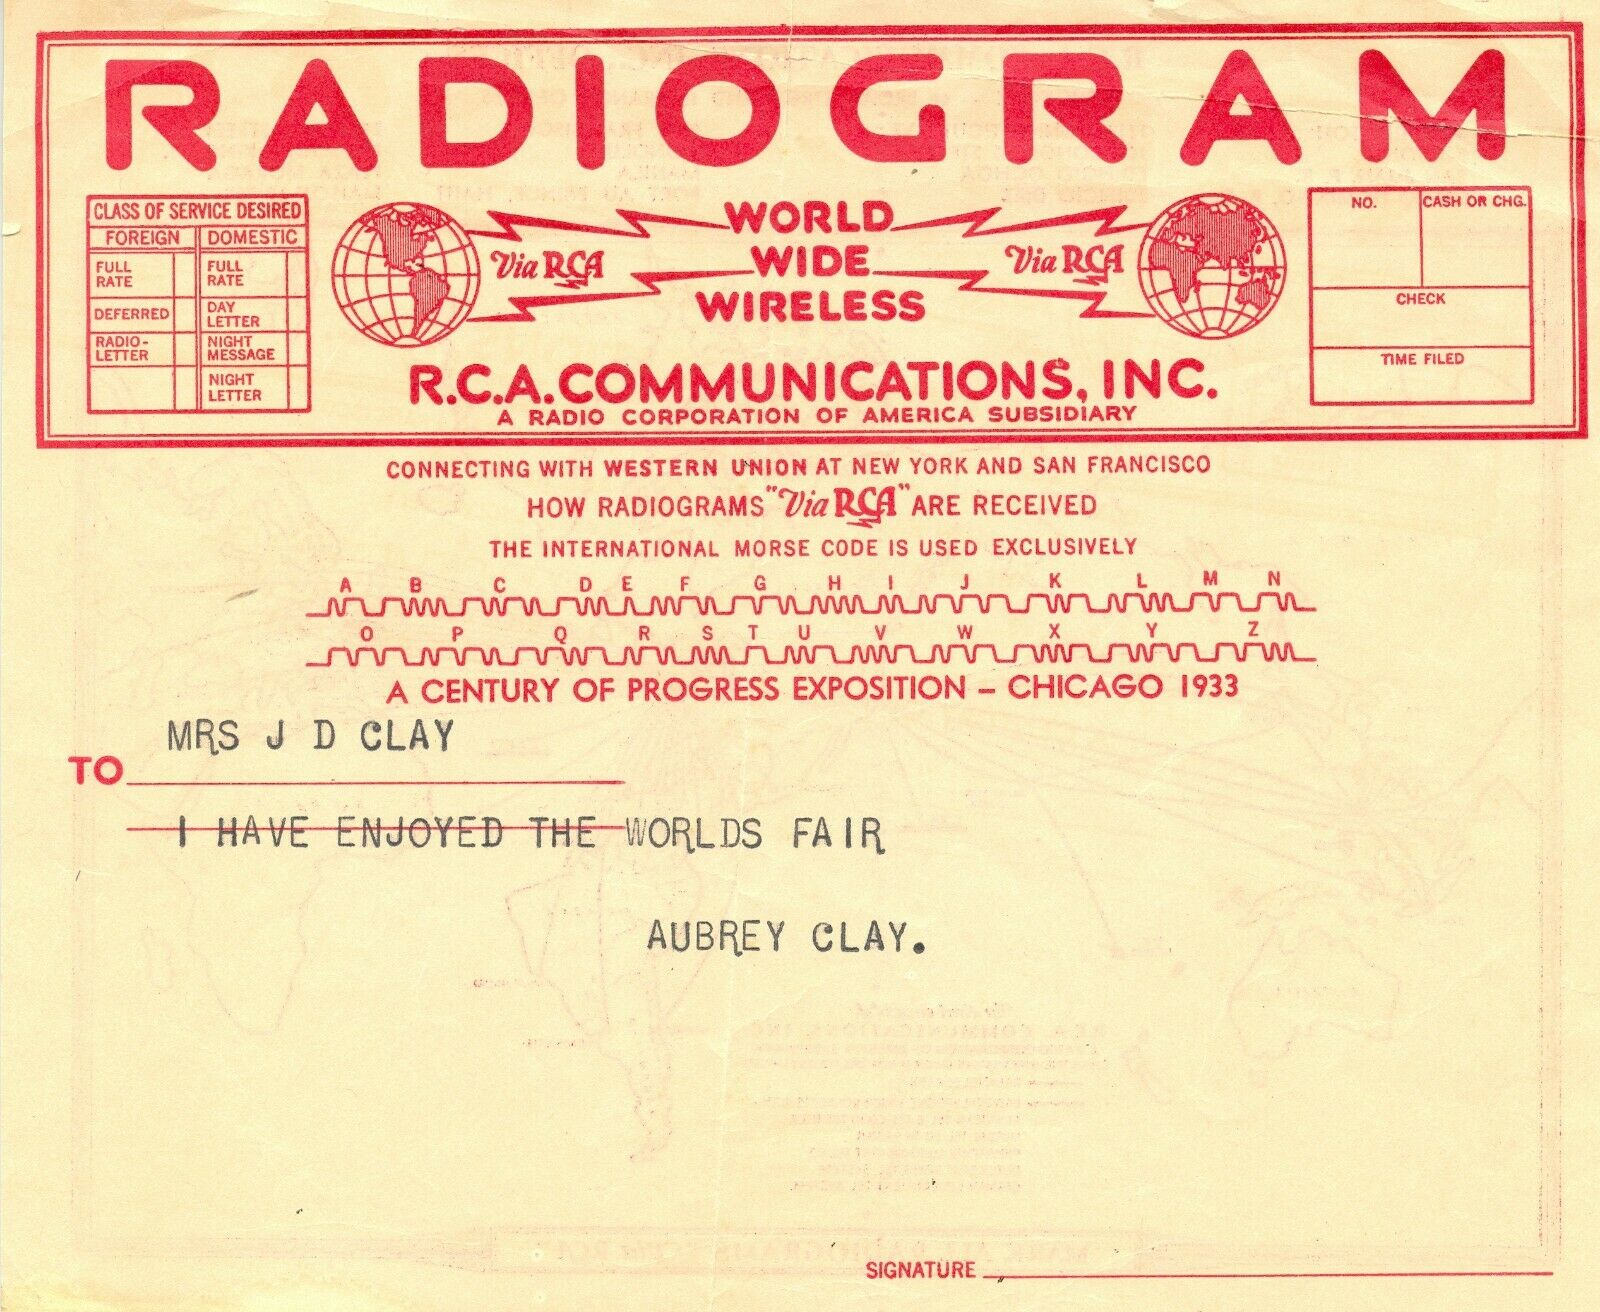 RADIOGRAM
CLASS OF SERVICE DESIRED
FOREIGN DOMESTIC
FULL RATE FULL RATE
DEFERRED DAY LETTER
RADIO-LETTER NIGHT MESSAGE
NIGHT LETTER
Via RCA
WORLD
WIDE
WIRELESS
Via RCA
R.C.A. COMMUNICATIONS, INC.
A RADIO CORPORATION OF AMERICA SUBSIDIARY
NO. CASH OR CHG.
CHECK
TIME FILED
CONNECTING WITH WESTERN UNION AT NEW YORK AND SAN FRANCISCO
HOW RADIOGRAMS "Via RCA" ARE RECEIVED
THE INTERNATIONAL MORSE CODE IS USED EXCLUSIVELY
A B C D E F G H I J K L M N
O P Q R S T U V W X Y Z
A CENTURY OF PROGRESS EXPOSITION – CHICAGO 1933
MRS J D CLAY
TO
I HAVE ENJOYED THE WORLDS FAIR
AUBREY CLAY.
SIGNATURE